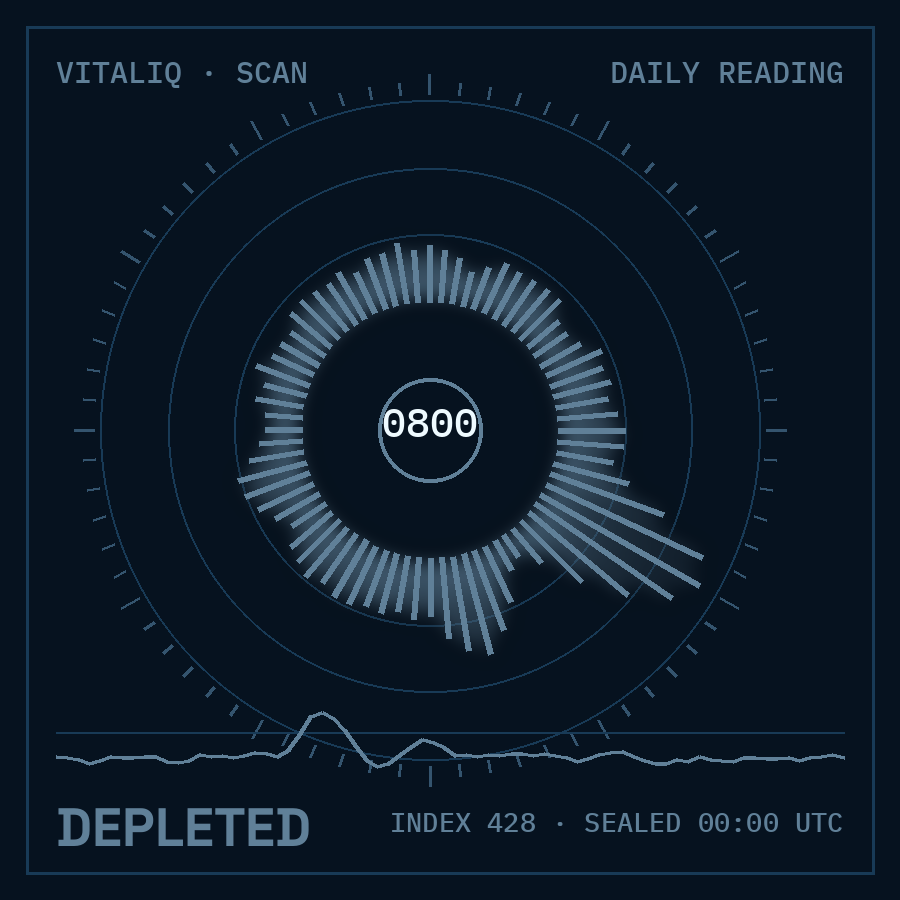 VITALIQ · SCAN
DAILY READING
0800
DEPLETED
INDEX 428 · SEALED 00:00 UTC